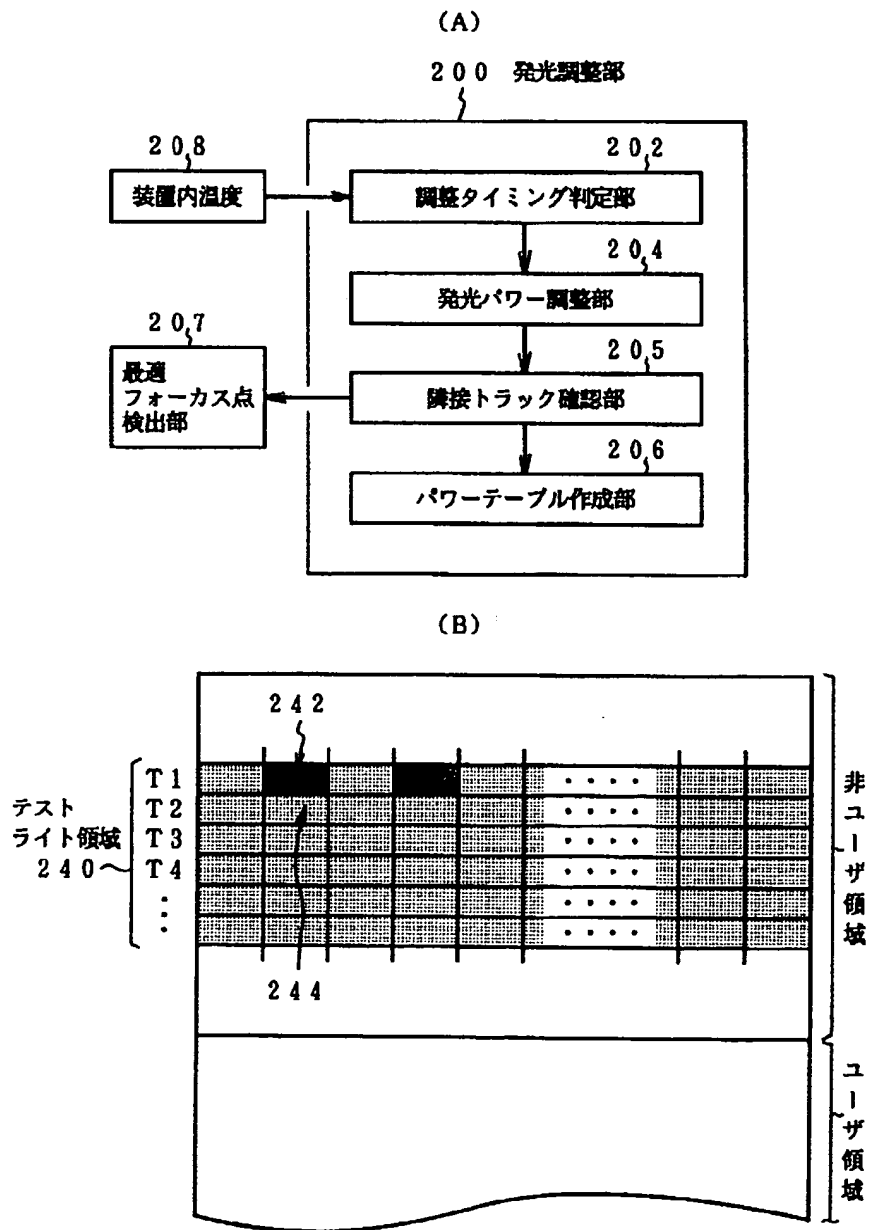 (A)
200 発光調整部
208
装置内温度
202
調整タイミング判定部
204
発光パワー調整部
207
最適
フォーカス点
検出部
205
隣接トラック確認部
206
パワーテーブル作成部
(B)
242
テスト
ライト領域
240
T1
T2
T3
T4
・・・
・・・・
・・・・
・・・・
・・・・
・・・・
・・・・
244
非ユーザ領域
ユーザ領域